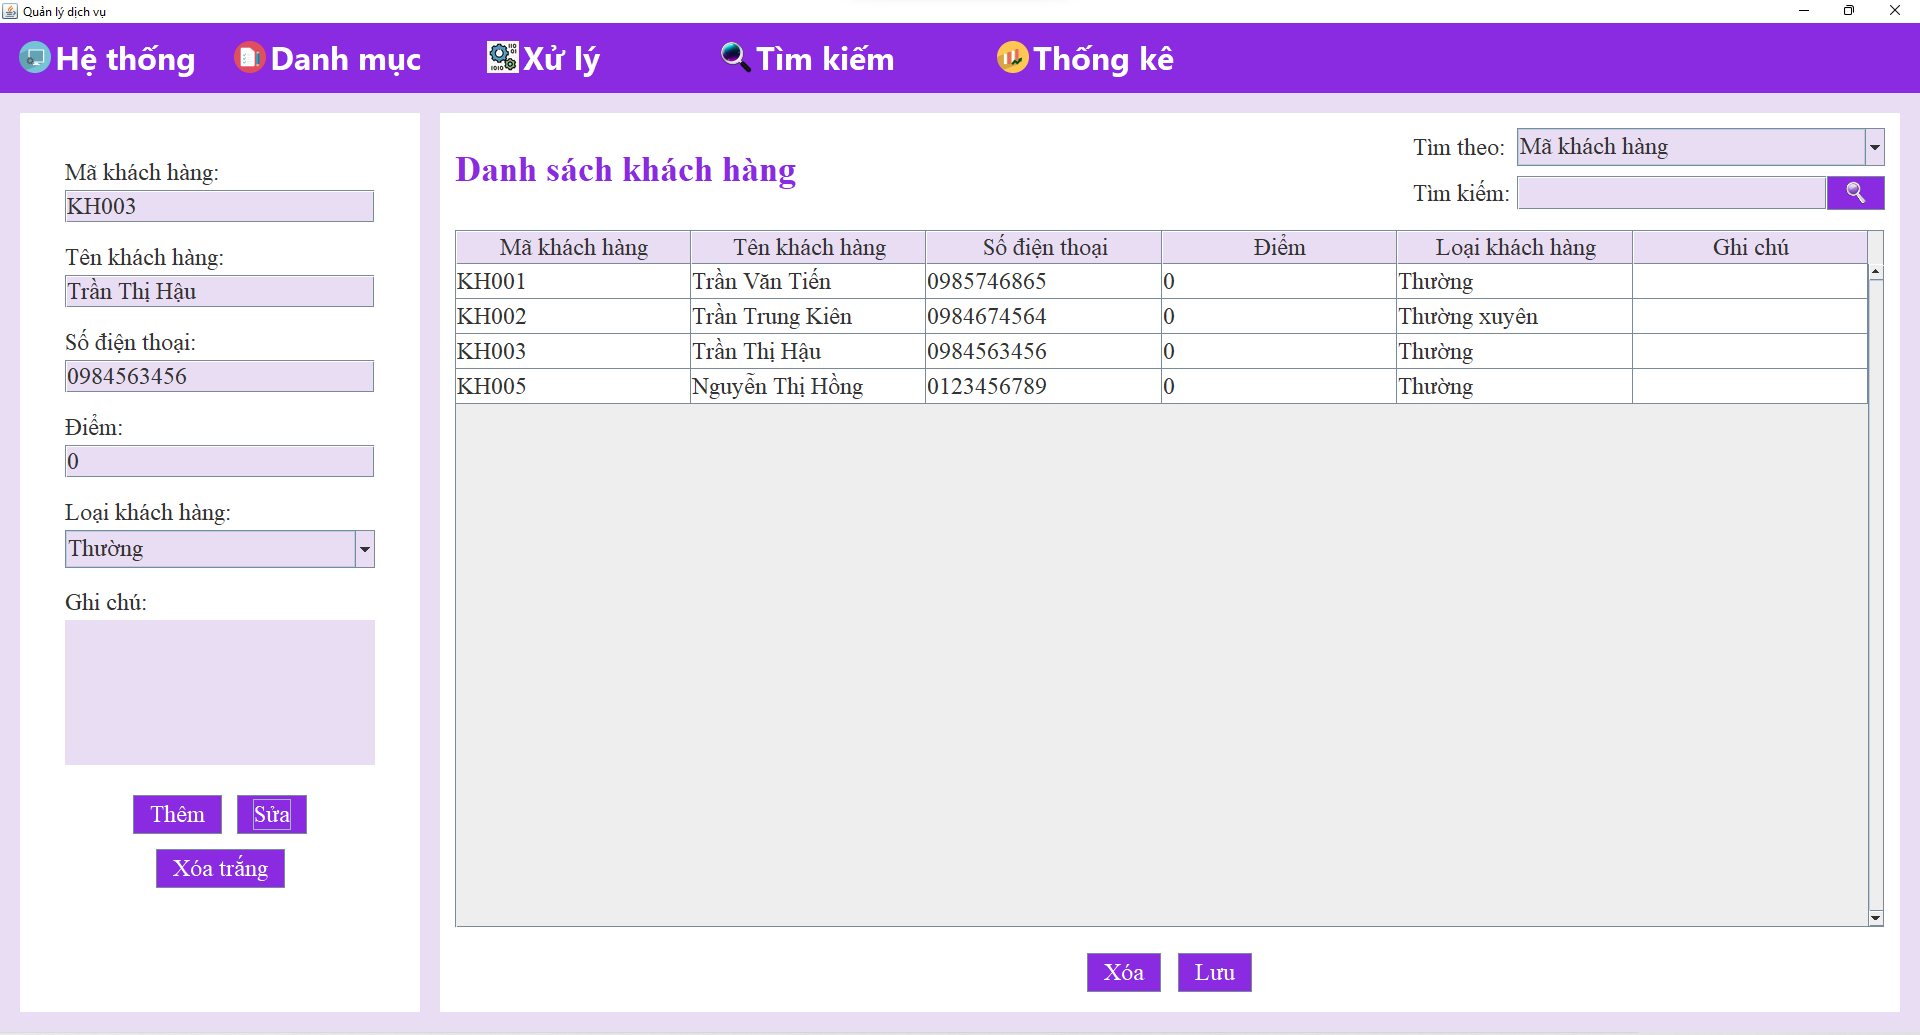 Quản lý dịch vụ
Hệ thống Danh mục Xử lý Tìm kiếm Thống kê
Mã khách hàng:
KH003
Tên khách hàng:
Trần Thị Hậu
Số điện thoại:
0984563456
Điểm:
0
Loại khách hàng:
Thường
Ghi chú:
Thêm Sửa
Xóa trắng
Danh sách khách hàng
Tìm theo: Mã khách hàng
Tìm kiếm:
Mã khách hàng Tên khách hàng Số điện thoại Điểm Loại khách hàng Ghi chú
KH001 Trần Văn Tiến 0985746865 0 Thường
KH002 Trần Trung Kiên 0984674564 0 Thường xuyên
KH003 Trần Thị Hậu 0984563456 0 Thường
KH005 Nguyễn Thị Hồng 0123456789 0 Thường
Xóa Lưu